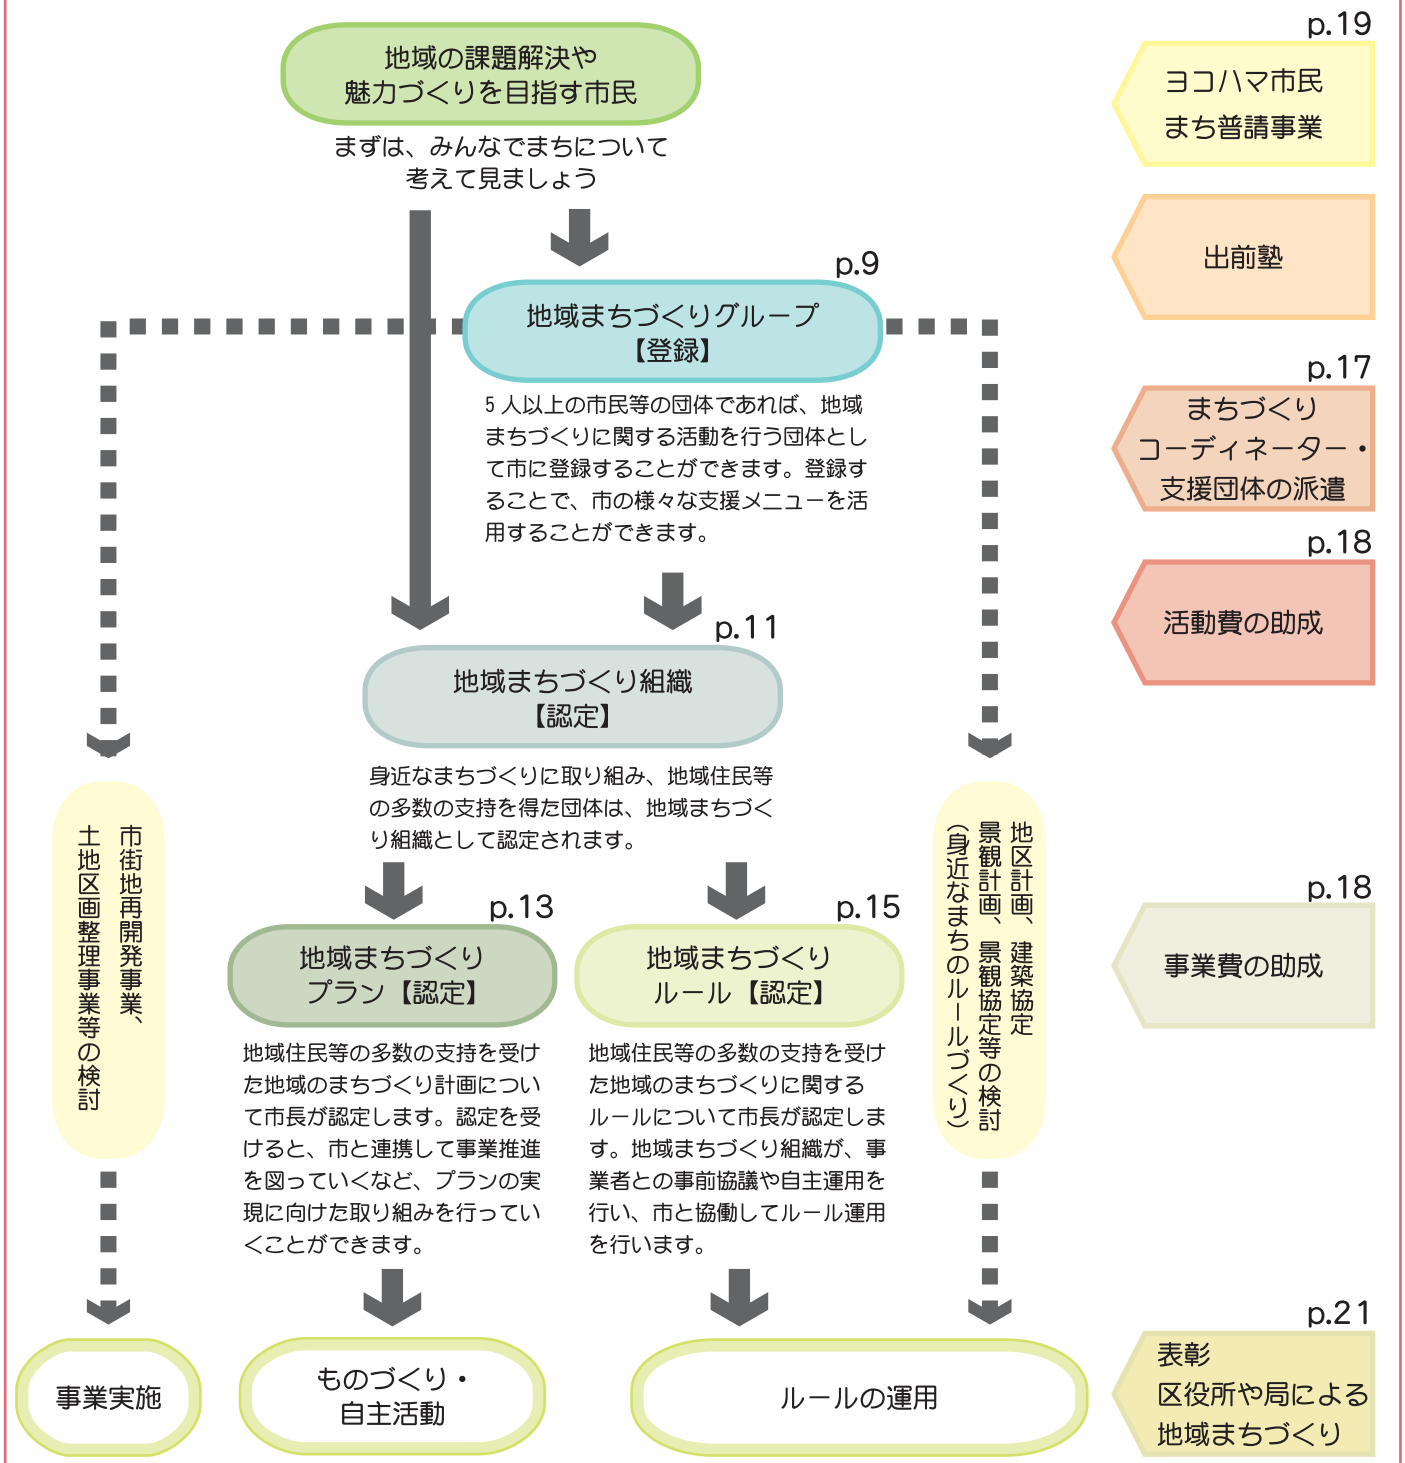 地域の課題解決や
魅力づくりを目指す市民
まずは、みんなでまちについて
考えて見ましょう
p.9
地域まちづくりグループ
【登録】
5人以上の市民等の団体であれば、地域
まちづくりに関する活動を行う団体とし
て市に登録することができます。登録す
ることで、市の様々な支援メニューを活
用することができます。
p.11
地域まちづくり組織
【認定】
身近なまちづくりに取り組み、地域住民等
の多数の支持を得た団体は、地域まちづく
り組織として認定されます。
市街地再開発事業、
土地区画整理事業等の検討
p.13
地域まちづくり
プラン【認定】
地域住民等の多数の支持を受け
た地域のまちづくり計画につい
て市長が認定します。認定を受
けると、市と連携して事業推進
を図っていくなど、プランの実
現に向けた取り組みを行ってい
くことができます。
p.15
地域まちづくり
ルール【認定】
地域住民等の多数の支持を受け
た地域のまちづくりに関する
ルールについて市長が認定しま
す。地域まちづくり組織が、事
業者との事前協議や自主運用を
行い、市と協働してルール運用
を行います。
地区計画、建築協定
景観計画、景観協定等の検討
（身近なまちのルールづくり）
事業実施
ものづくり・
自主活動
ルールの運用
p.19
ヨコハマ市民
まち普請事業
出前塾
p.17
まちづくり
コーディネーター・
支援団体の派遣
p.18
活動費の助成
p.18
事業費の助成
p.21
表彰
区役所や局による
地域まちづくり